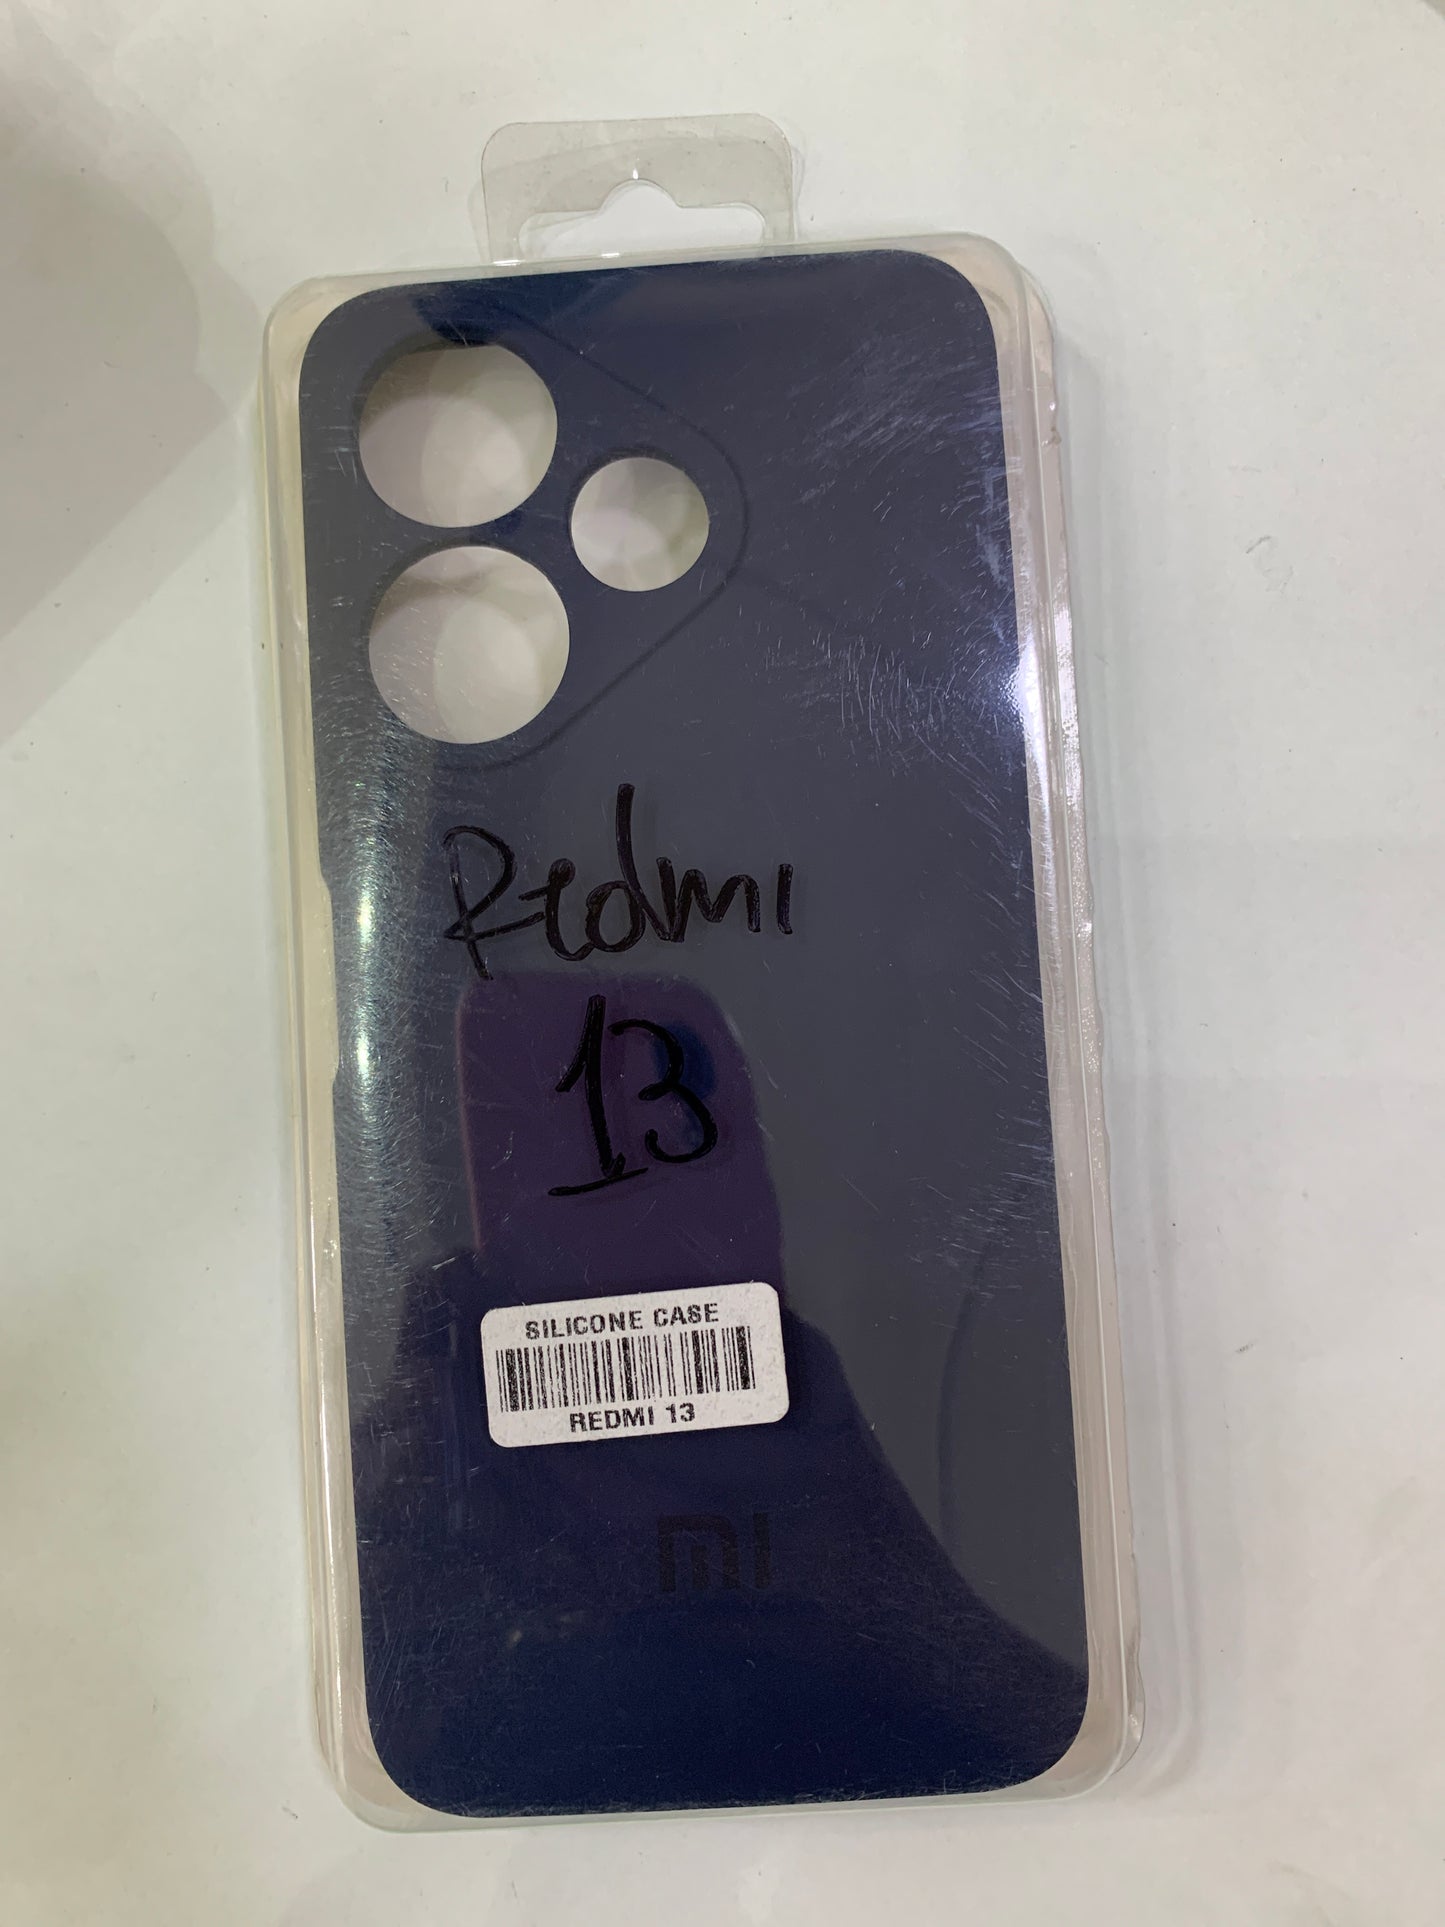 Redmi
13
SILICONE CASE
REDMI 13
mi